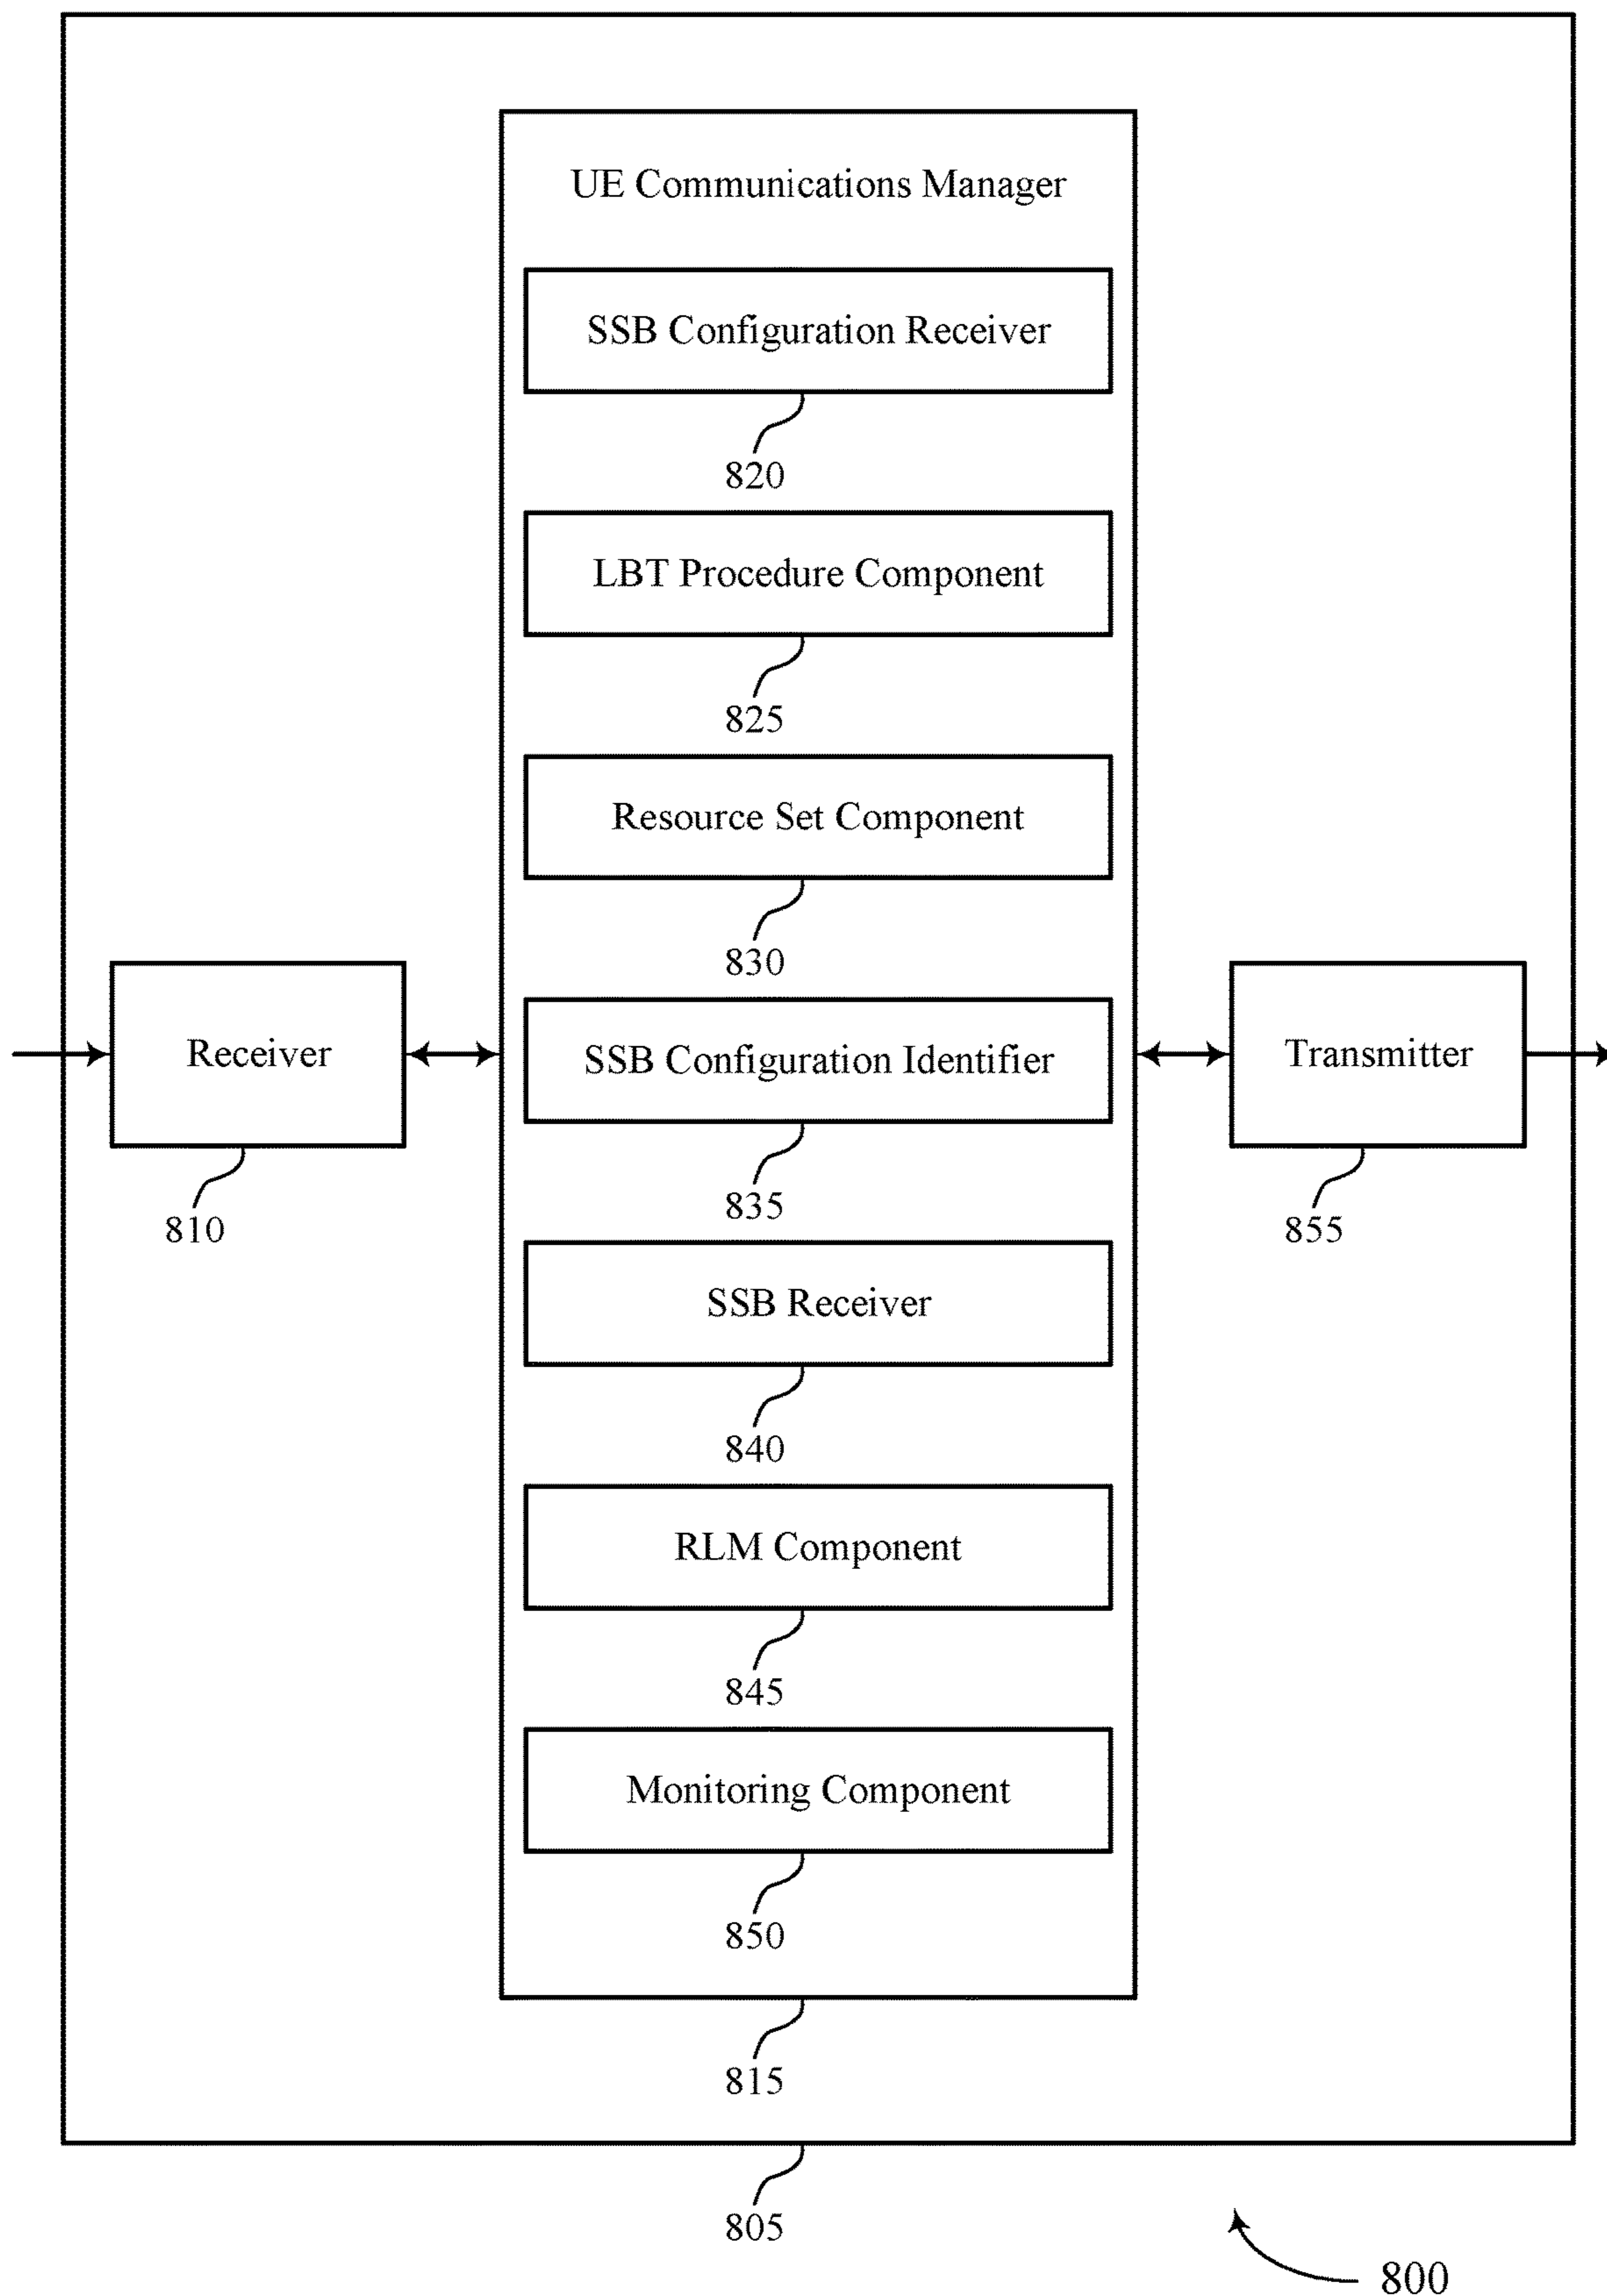 UE Communications Manager
SSB Configuration Receiver
820
LBT Procedure Component
825
Resource Set Component
830
Receiver
810
SSB Configuration Identifier
835
Transmitter
855
SSB Receiver
840
RLM Component
845
Monitoring Component
850
815
805
800